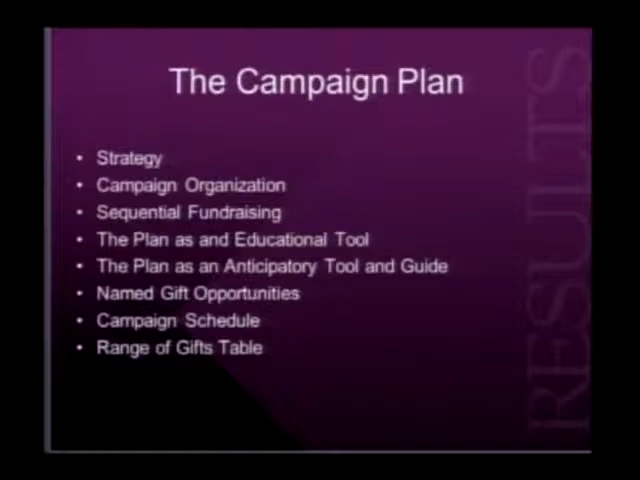 The Campaign Plan
• Strategy
• Campaign Organization
• Sequential Fundraising
• The Plan as and Educational Tool
• The Plan as an Anticipatory Tool and Guide
• Named Gift Opportunities
• Campaign Schedule
• Range of Gifts Table
RESULTS